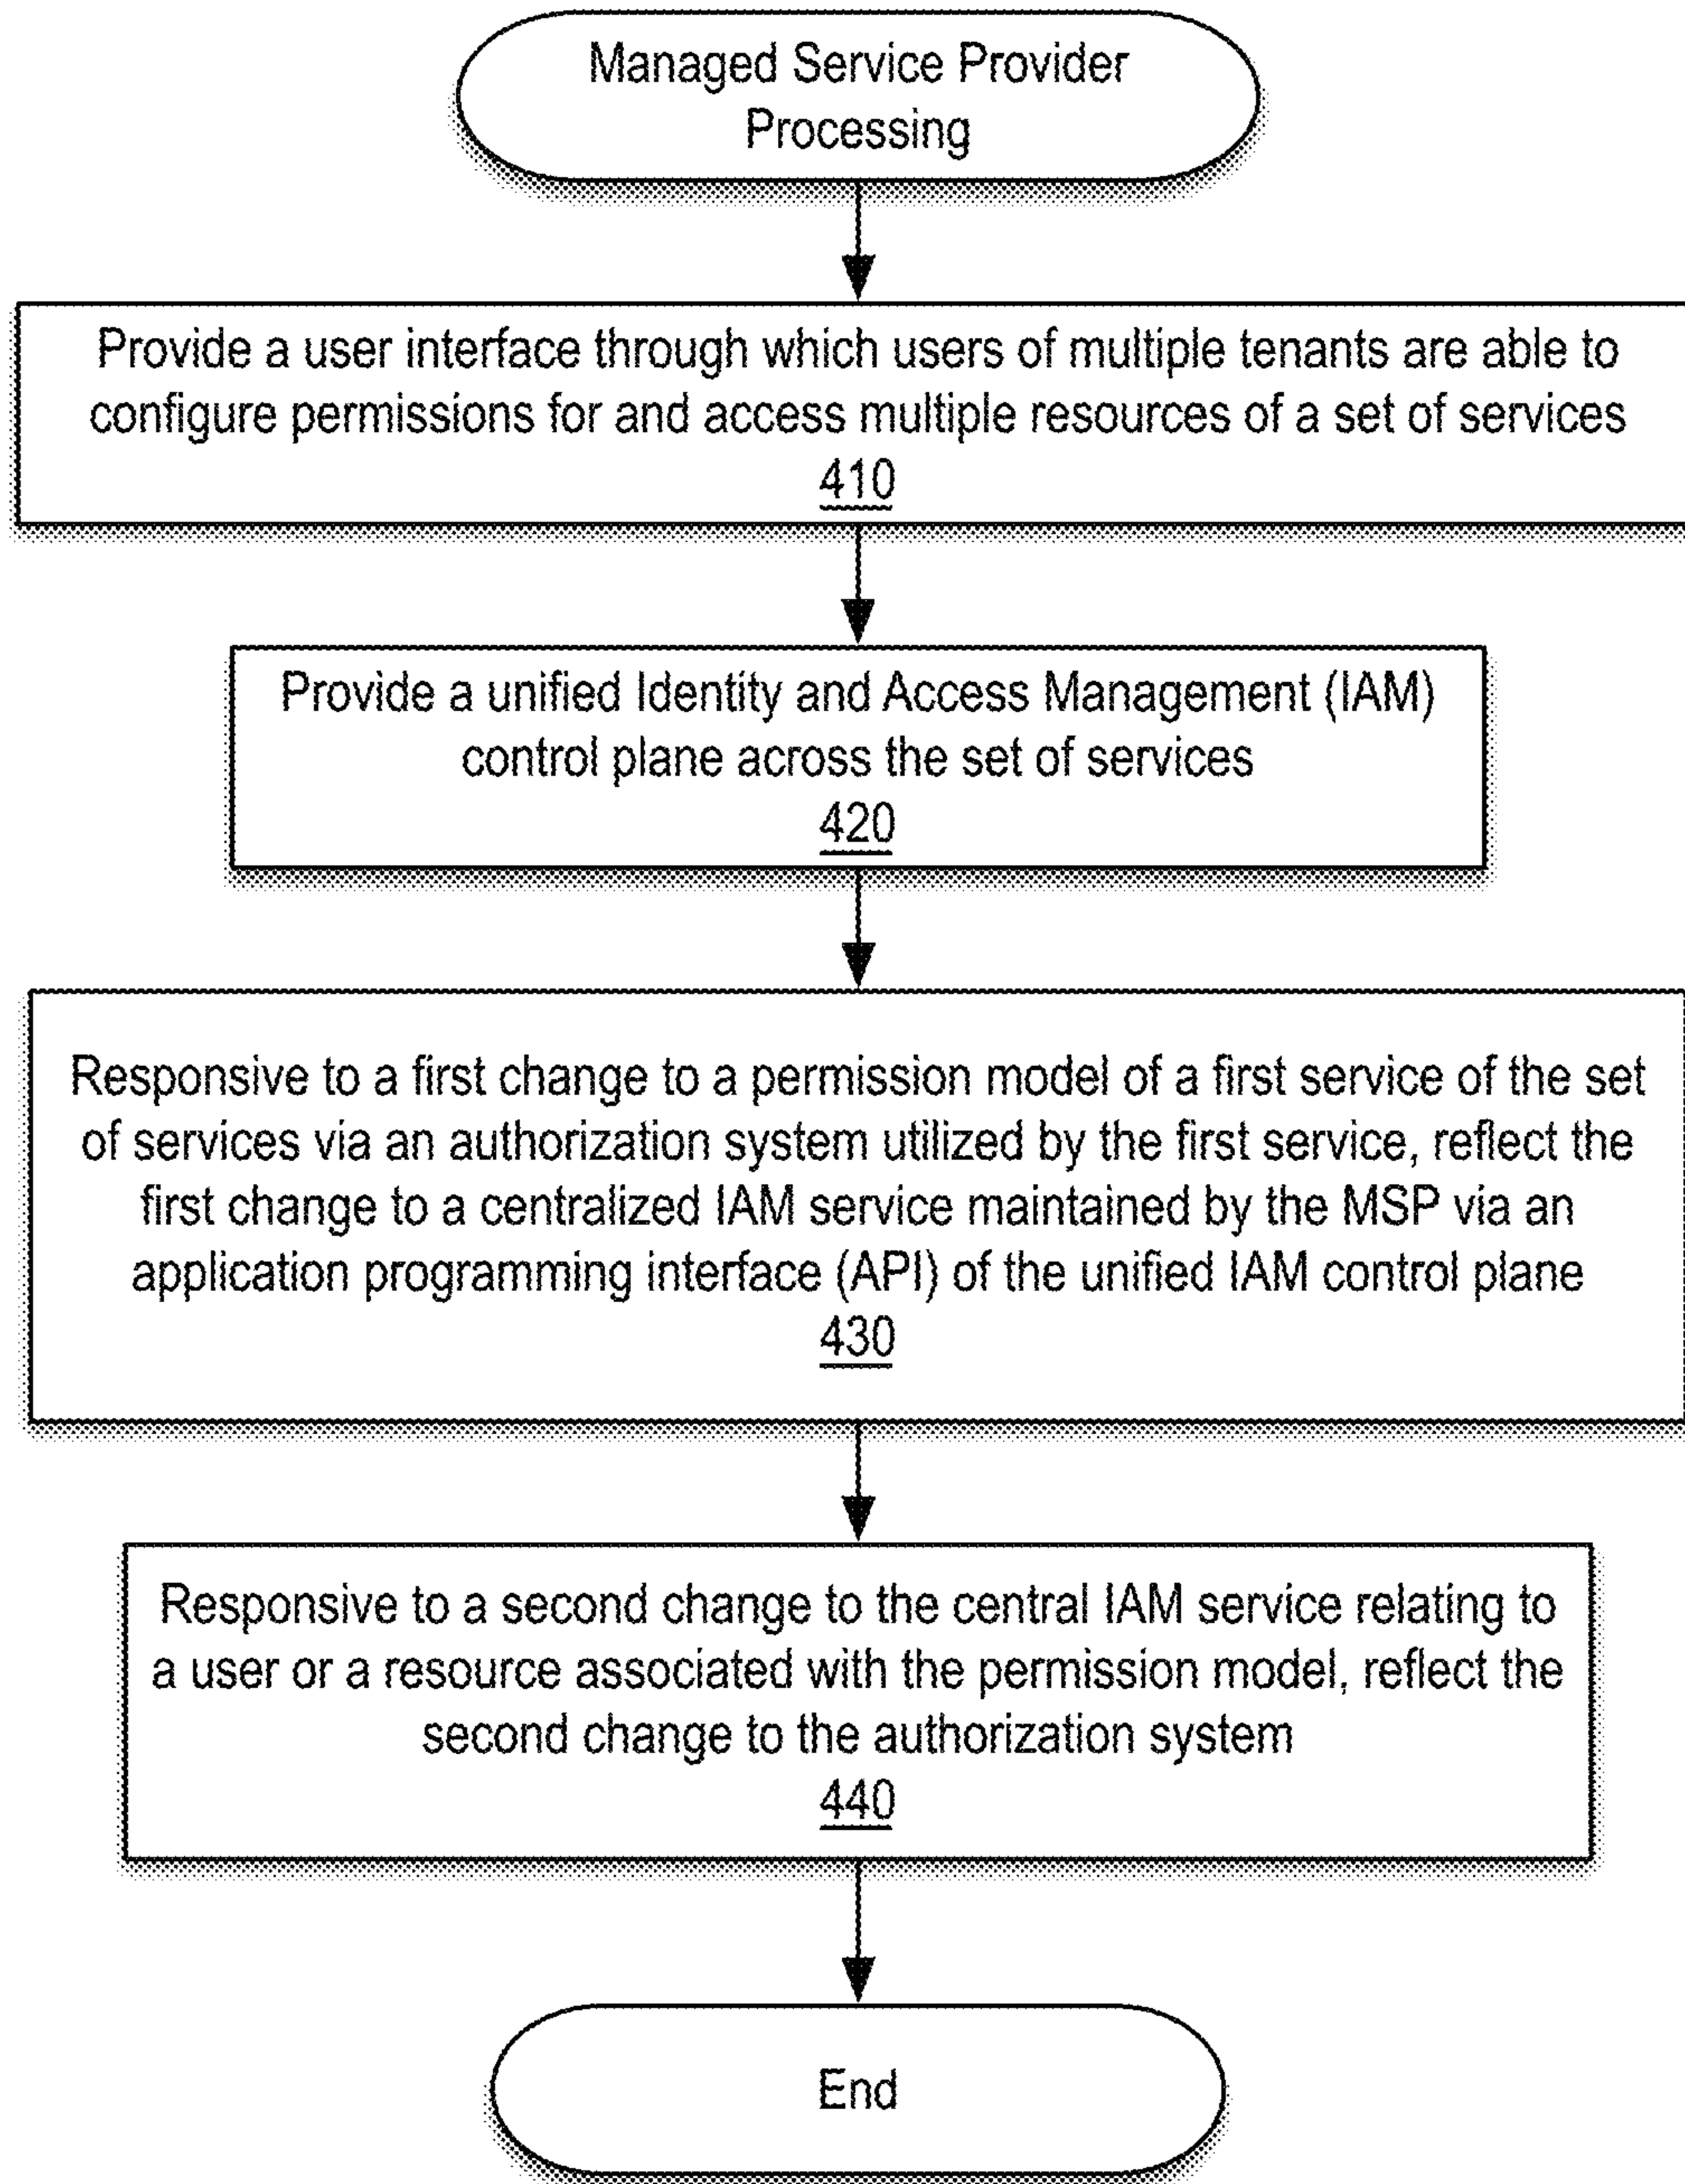 Managed Service Provider
Processing
Provide a user interface through which users of multiple tenants are able to
configure permissions for and access multiple resources of a set of services
410
Provide a unified Identity and Access Management (IAM)
control plane across the set of services
420
Responsive to a first change to a permission model of a first service of the set
of services via an authorization system utilized by the first service, reflect the
first change to a centralized IAM service maintained by the MSP via an
application programming interface (API) of the unified IAM control plane
430
Responsive to a second change to the central IAM service relating to
a user or a resource associated with the permission model, reflect the
second change to the authorization system
440
End